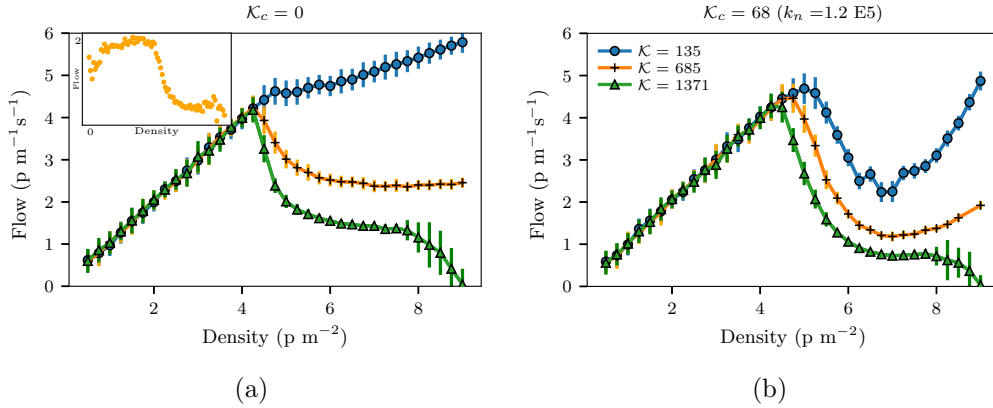 𝒦c = 0
6
5
4
3
2
1
0
Flow (p m⁻¹s⁻¹)
2
Flow
0
Density
2
4
6
8
Density (p m⁻²)
(a)
𝒦c = 68 (kn =1.2 E5)
𝒦 = 135
𝒦 = 685
𝒦 = 1371
6
5
4
3
2
1
0
Flow (p m⁻¹s⁻¹)
2
4
6
8
Density (p m⁻²)
(b)